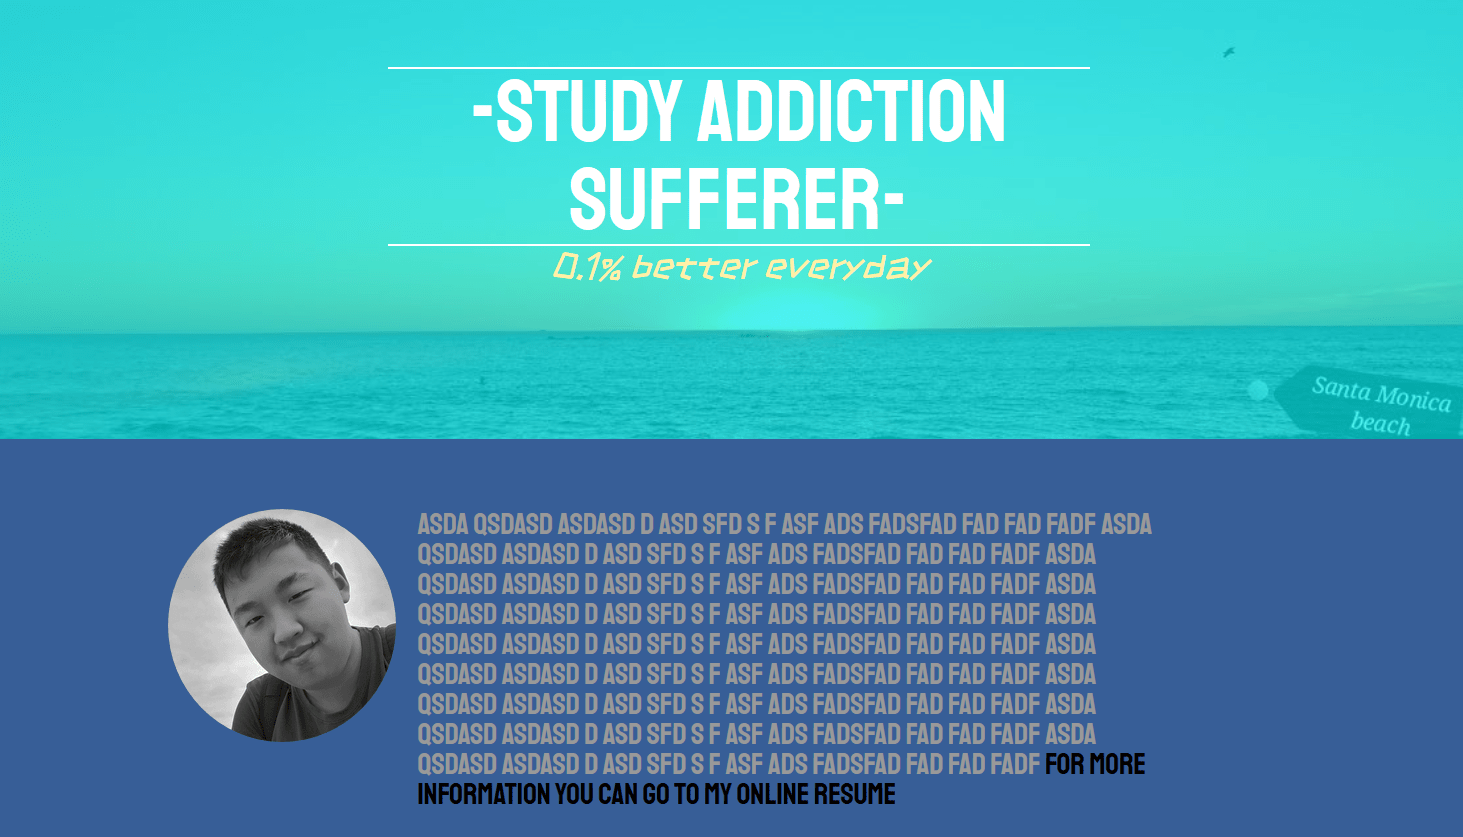 -STUDY ADDICTION
SUFFERER-
0.1% better everyday
Santa Monica
beach
ASDA QSDASD ASDASD D ASD SFD S F ASF ADS FADSFAD FAD FAD FADF ASDA
QSDASD ASDASD D ASD SFD S F ASF ADS FADSFAD FAD FAD FADF ASDA
QSDASD ASDASD D ASD SFD S F ASF ADS FADSFAD FAD FAD FADF ASDA
QSDASD ASDASD D ASD SFD S F ASF ADS FADSFAD FAD FAD FADF ASDA
QSDASD ASDASD D ASD SFD S F ASF ADS FADSFAD FAD FAD FADF ASDA
QSDASD ASDASD D ASD SFD S F ASF ADS FADSFAD FAD FAD FADF ASDA
QSDASD ASDASD D ASD SFD S F ASF ADS FADSFAD FAD FAD FADF ASDA
QSDASD ASDASD D ASD SFD S F ASF ADS FADSFAD FAD FAD FADF ASDA
QSDASD ASDASD D ASD SFD S F ASF ADS FADSFAD FAD FAD FADF FOR MORE
INFORMATION YOU CAN GO TO MY ONLINE RESUME